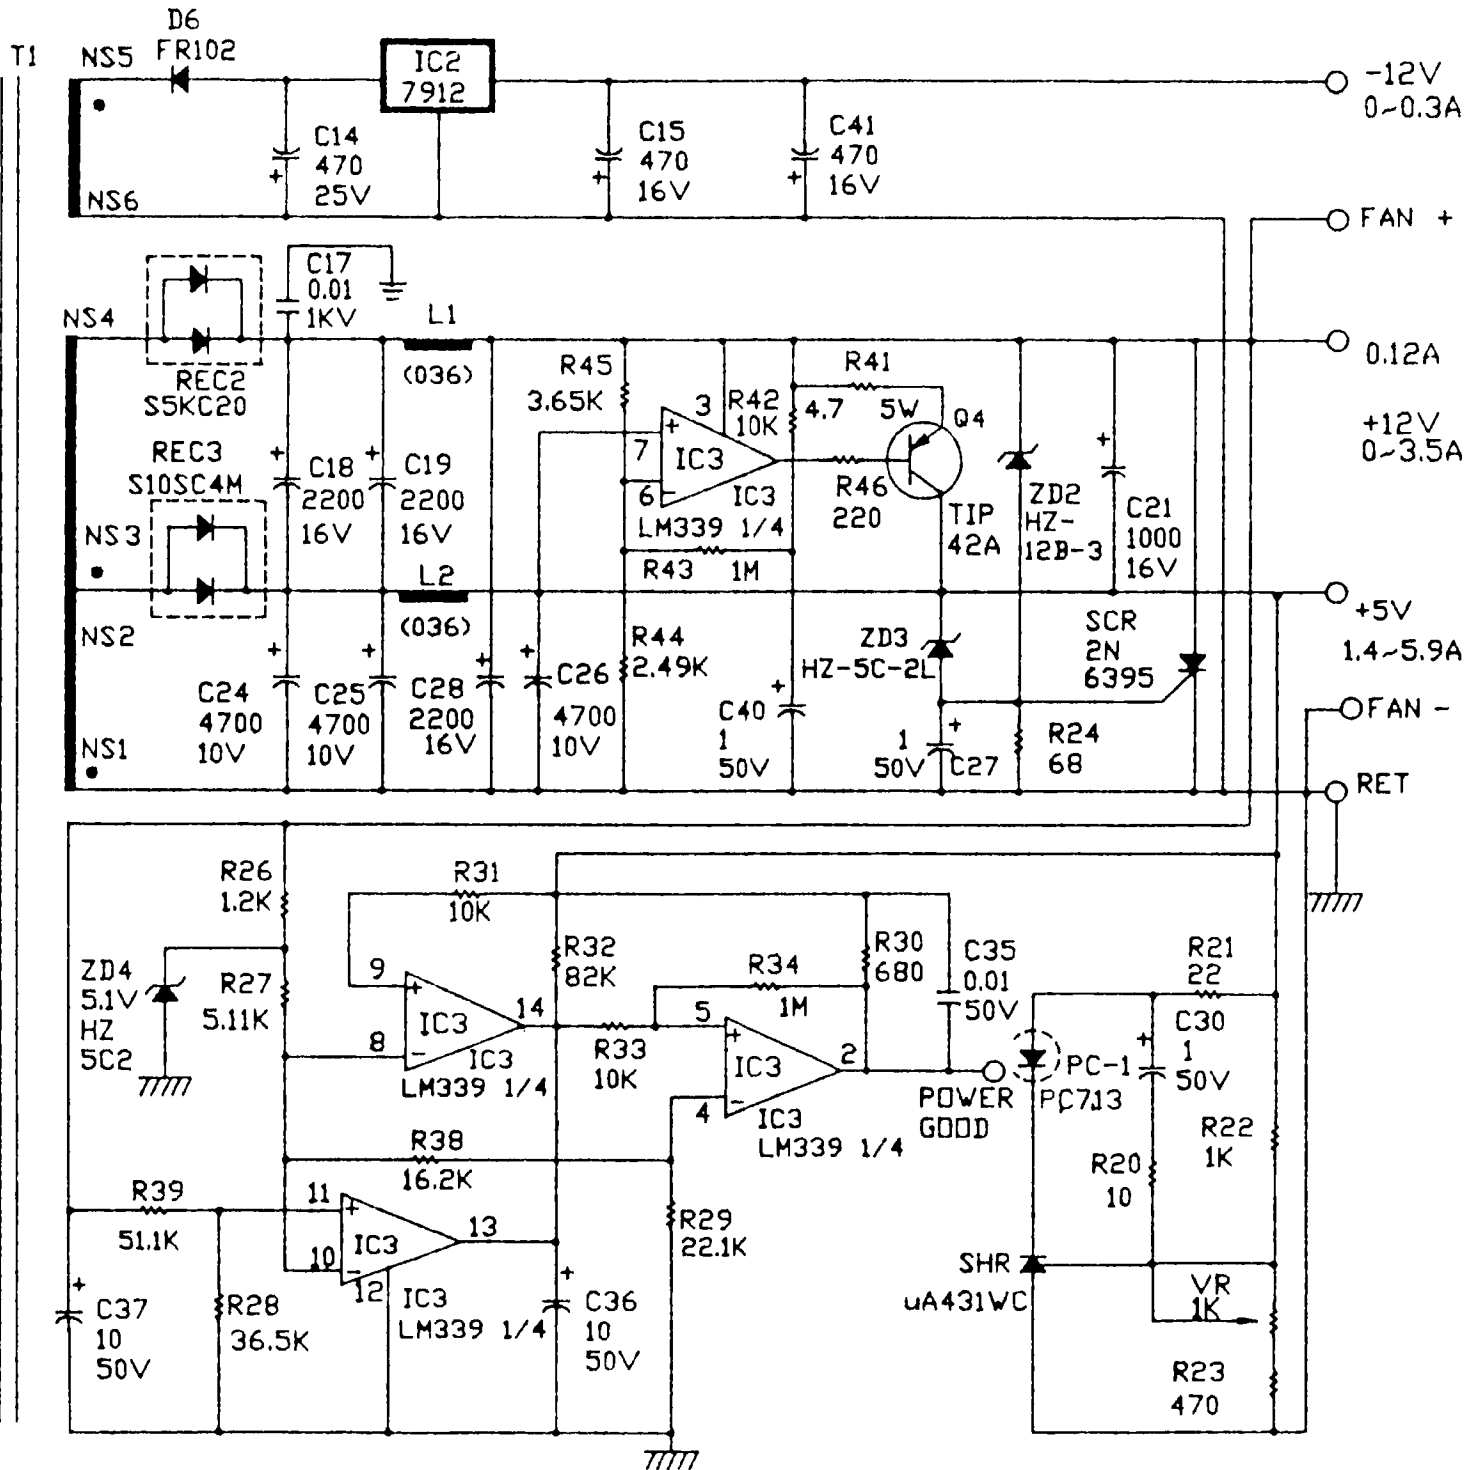 T1
NS5
D6
FR102
IC2
7912
-12V
0~0.3A
C14
470
25V
C15
470
16V
C41
470
16V
NS6
FAN +
C17
0.01
1KV
NS4
REC2
S5KC20
L1
(036)
R45
3.65K
3
R42
10K
R41
4.7 5W
Q4
0.12A
+12V
0~3.5A
REC3
S10SC4M
C18
2200
16V
C19
2200
16V
7
+
IC3
6
-
IC3
LM339 1/4
R46
220
TIP
42A
ZD2
HZ-
12B-3
C21
1000
16V
NS3
L2
(036)
R43 1M
NS2
R44
2.49K
ZD3
HZ-5C-2L
SCR
2N
6395
+5V
1.4~5.9A
C24
4700
10V
C25
4700
10V
C28
2200
16V
C26
4700
10V
C40
1
50V
1
50V
C27
R24
68
FAN -
NS1
RET
R26
1.2K
R31
10K
R32
82K
R34
1M
R30
680
C35
0.01
50V
R21
22
ZD4
5.1V
HZ
5C2
R27
5.11K
9
+
IC3
8
-
14
IC3
LM339 1/4
R33
10K
5
+
IC3
4
-
2
IC3
LM339 1/4
POWER
GOOD
PC-1
PC713
C30
1
50V
R22
1K
R20
10
R38
16.2K
R39
51.1K
11
+
IC3
10
-
12
13
IC3
LM339 1/4
R29
22.1K
SHR
uA431WC
VR
1K
C37
10
50V
R28
36.5K
C36
10
50V
R23
470